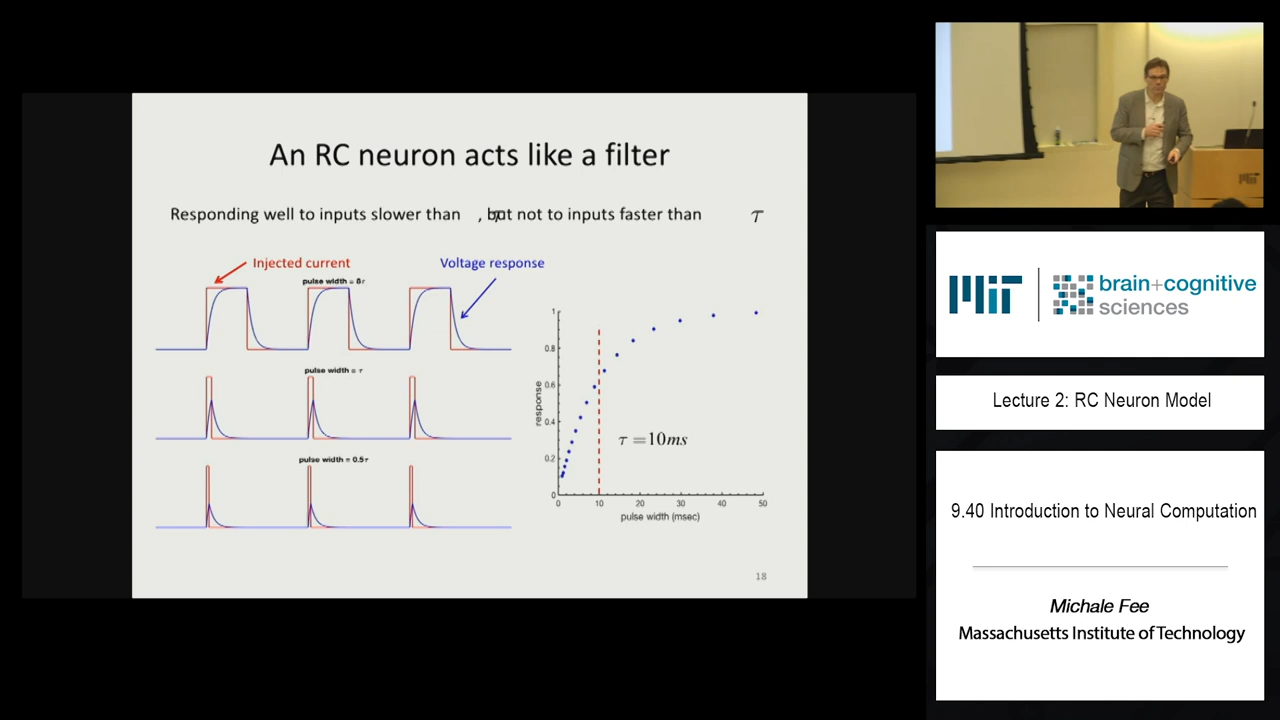 An RC neuron acts like a filter
Responding well to inputs slower than τ, but not to inputs faster than τ
Injected current
Voltage response
pulse width = 8τ
pulse width = τ
pulse width = 0.5τ
1
0.8
0.6
0.4
0.2
0
response
τ = 10ms
0 10 20 30 40 50
pulse width (msec)
18
MIT
MIT
brain+cognitive
sciences
Lecture 2: RC Neuron Model
9.40 Introduction to Neural Computation
Michale Fee
Massachusetts Institute of Technology